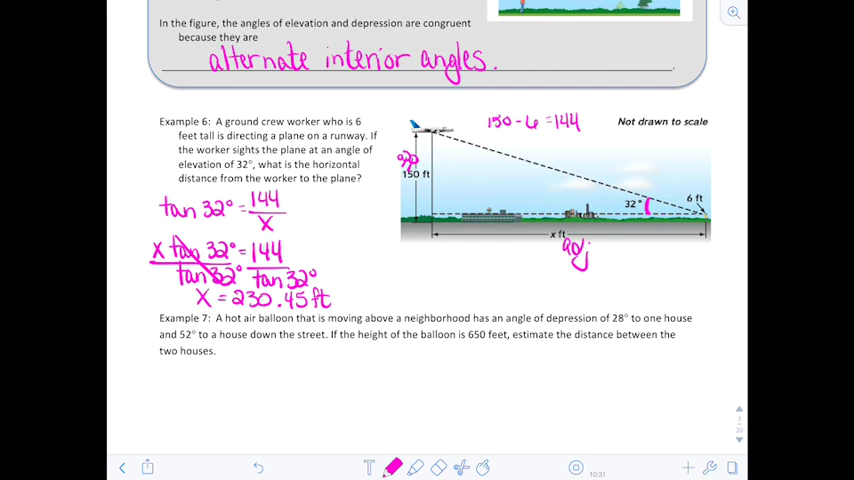 In the figure, the angles of elevation and depression are congruent
because they are
alternate interior angles.
Example 6: A ground crew worker who is 6
feet tall is directing a plane on a runway. If
the worker sights the plane at an angle of
elevation of 32°, what is the horizontal
distance from the worker to the plane?
150 - 6 = 144
Not drawn to scale
opp
150 ft
32°
6 ft
x ft
adj
tan 32° = 144
x
x tan 32° = 144
tan 32° tan 32°
x = 230.45 ft
Example 7: A hot air balloon that is moving above a neighborhood has an angle of depression of 28° to one house
and 52° to a house down the street. If the height of the balloon is 650 feet, estimate the distance between the
two houses.
10:31